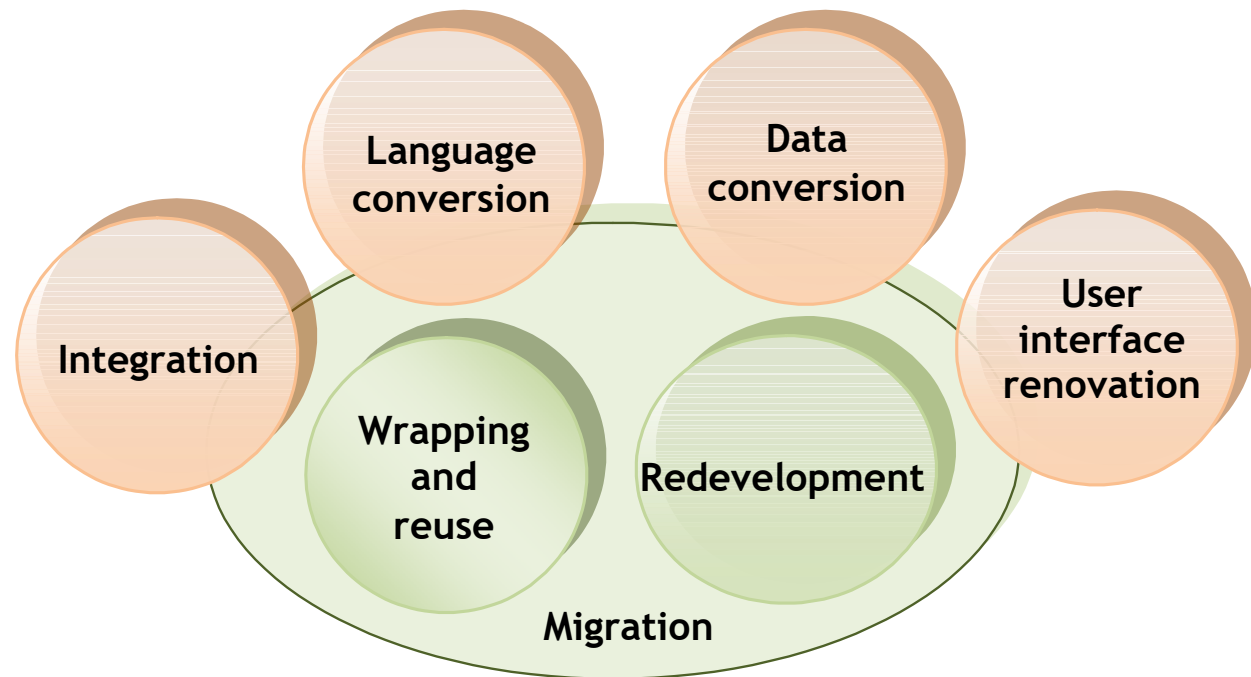 Language
conversion
Data
conversion
Integration
User
interface
renovation
Wrapping
and
reuse
Redevelopment
Migration